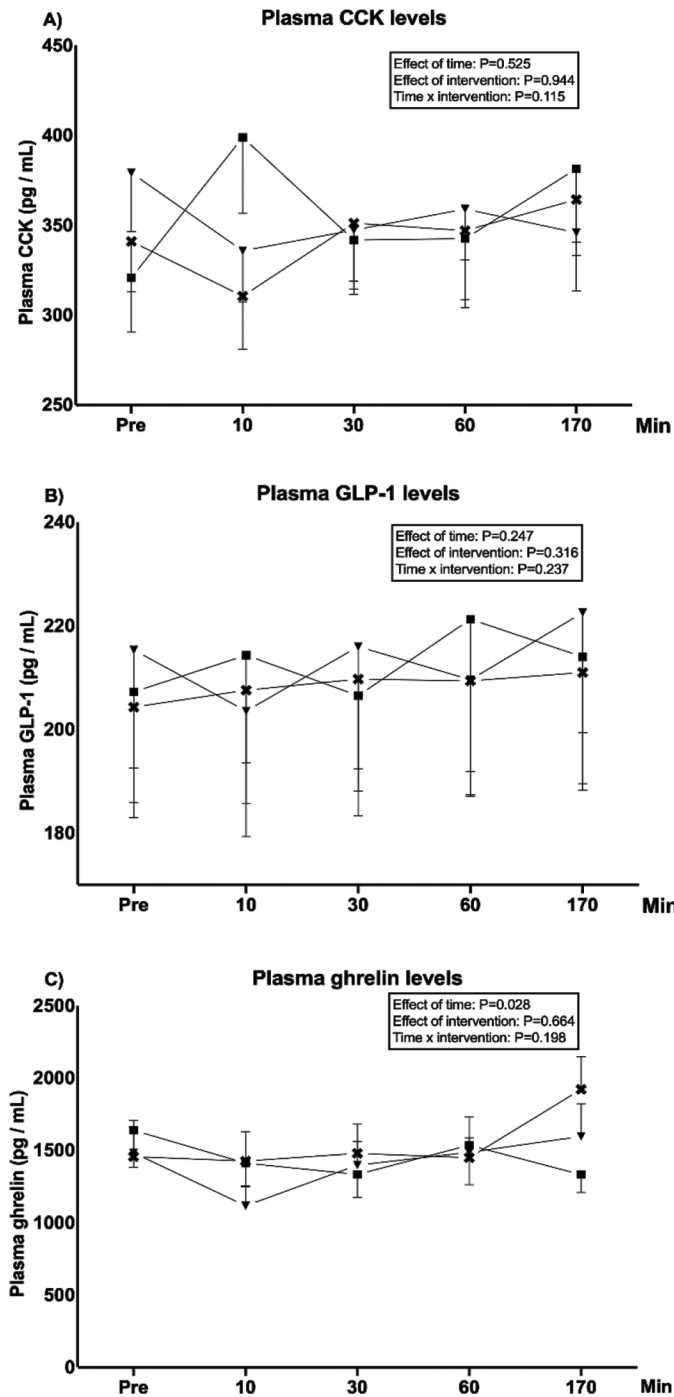 A)
Plasma CCK levels
450
400
350
300
250
Plasma CCK (pg / mL)
Effect of time: P=0.525
Effect of intervention: P=0.944
Time x intervention: P=0.115
Pre 10 30 60 170 Min
B)
Plasma GLP-1 levels
240
220
200
180
Plasma GLP-1 (pg / mL)
Effect of time: P=0.247
Effect of intervention: P=0.316
Time x intervention: P=0.237
Pre 10 30 60 170 Min
C)
Plasma ghrelin levels
2500
2000
1500
1000
500
0
Plasma ghrelin (pg / mL)
Effect of time: P=0.028
Effect of intervention: P=0.664
Time x intervention: P=0.198
Pre 10 30 60 170 Min